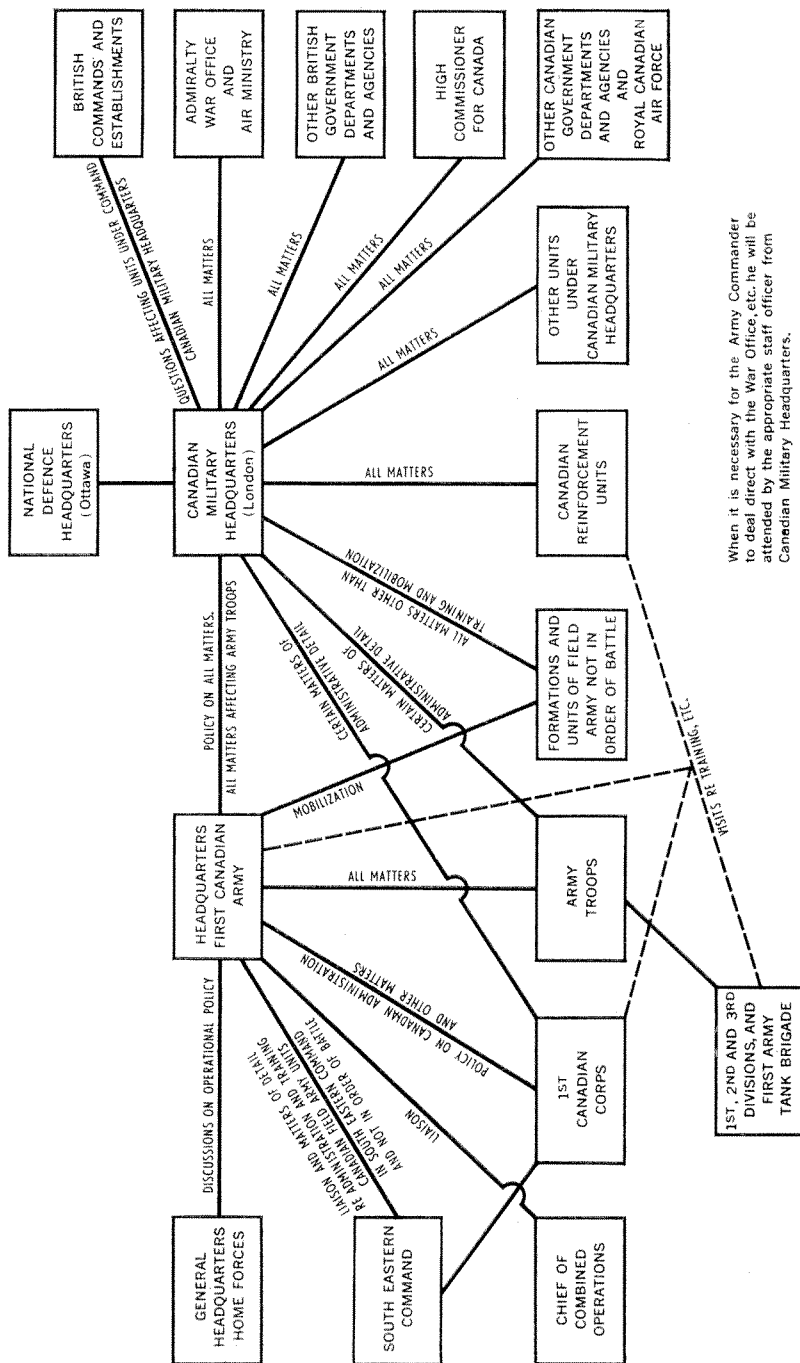 NATIONAL
DEFENCE
HEADQUARTERS
(Ottawa)
BRITISH
COMMANDS AND
ESTABLISHMENTS
QUESTIONS AFFECTING UNITS UNDER COMMAND
CANADIAN MILITARY HEADQUARTERS
GENERAL
HEADQUARTERS
HOME FORCES
DISCUSSIONS ON OPERATIONAL POLICY
HEADQUARTERS
FIRST CANADIAN
ARMY
POLICY ON ALL MATTERS.
ALL MATTERS AFFECTING ARMY TROOPS
CANADIAN
MILITARY
HEADQUARTERS
(London)
ALL MATTERS
ADMIRALTY
WAR OFFICE
AND
AIR MINISTRY
ALL MATTERS
OTHER BRITISH
GOVERNMENT
DEPARTMENTS
AND AGENCIES
ALL MATTERS
HIGH
COMMISSIONER
FOR CANADA
ALL MATTERS
OTHER CANADIAN
GOVERNMENT
DEPARTMENTS
AND AGENCIES
AND
ROYAL CANADIAN
AIR FORCE
ALL MATTERS
OTHER UNITS
UNDER
CANADIAN MILITARY
HEADQUARTERS
ALL MATTERS
CANADIAN
REINFORCEMENT
UNITS
ALL MATTERS OTHER THAN
TRAINING AND MOBILIZATION
CERTAIN MATTERS OF
ADMINISTRATIVE DETAIL
CERTAIN MATTERS OF
ADMINISTRATIVE DETAIL
MOBILIZATION
FORMATIONS AND
UNITS OF FIELD
ARMY NOT IN
ORDER OF BATTLE
ALL MATTERS
ARMY
TROOPS
POLICY ON CANADIAN ADMINISTRATION
AND OTHER MATTERS
1ST
CANADIAN
CORPS
LIAISON
CHIEF OF
COMBINED
OPERATIONS
LIAISON AND MATTERS OF DETAIL
RE ADMINISTRATION AND TRAINING
CANADIAN FIELD ARMY UNITS
IN SOUTH EASTERN COMMAND
AND NOT IN ORDER OF BATTLE
SOUTH EASTERN
COMMAND
VISITS RE TRAINING, ETC.
1ST, 2ND AND 3RD
DIVISIONS, AND
FIRST ARMY
TANK BRIGADE
When it is necessary for the Army Commander
to deal direct with the War Office, etc. he will be
attended by the appropriate staff officer from
Canadian Military Headquarters.